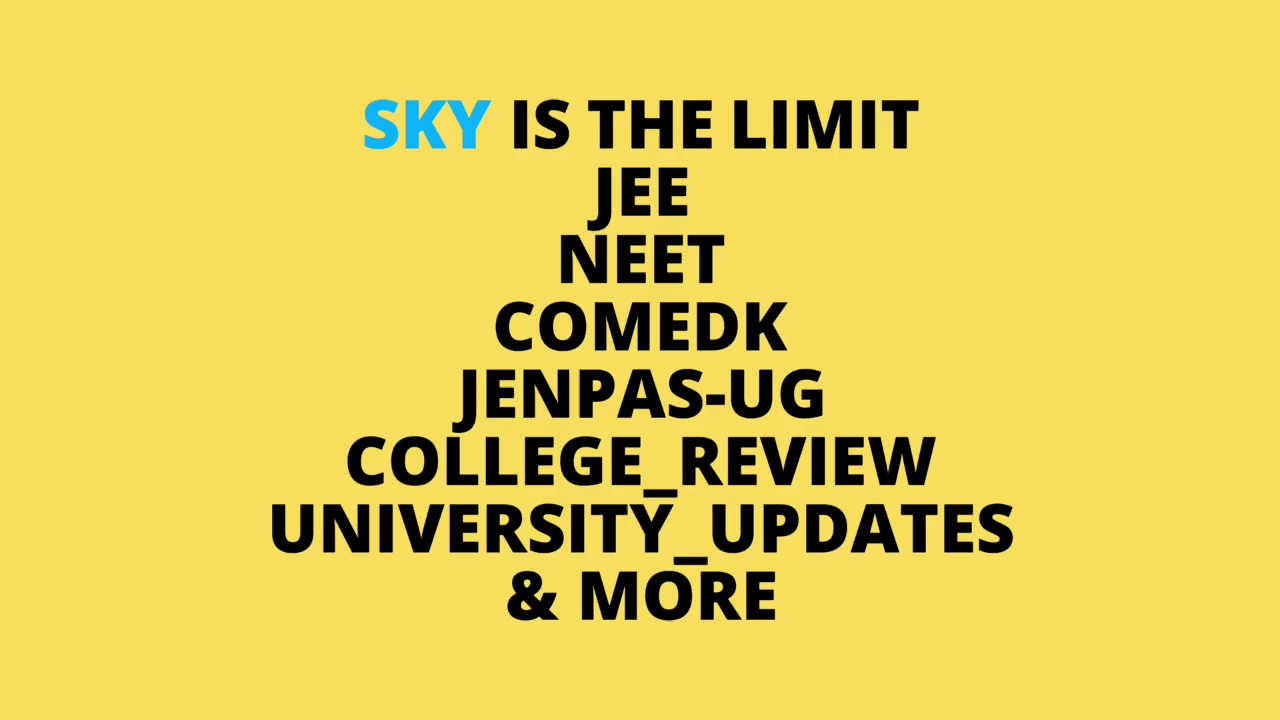 SKY IS THE LIMIT
JEE
NEET
COMEDK
JENPAS-UG
COLLEGE_REVIEW
UNIVERSITY_UPDATES
& MORE